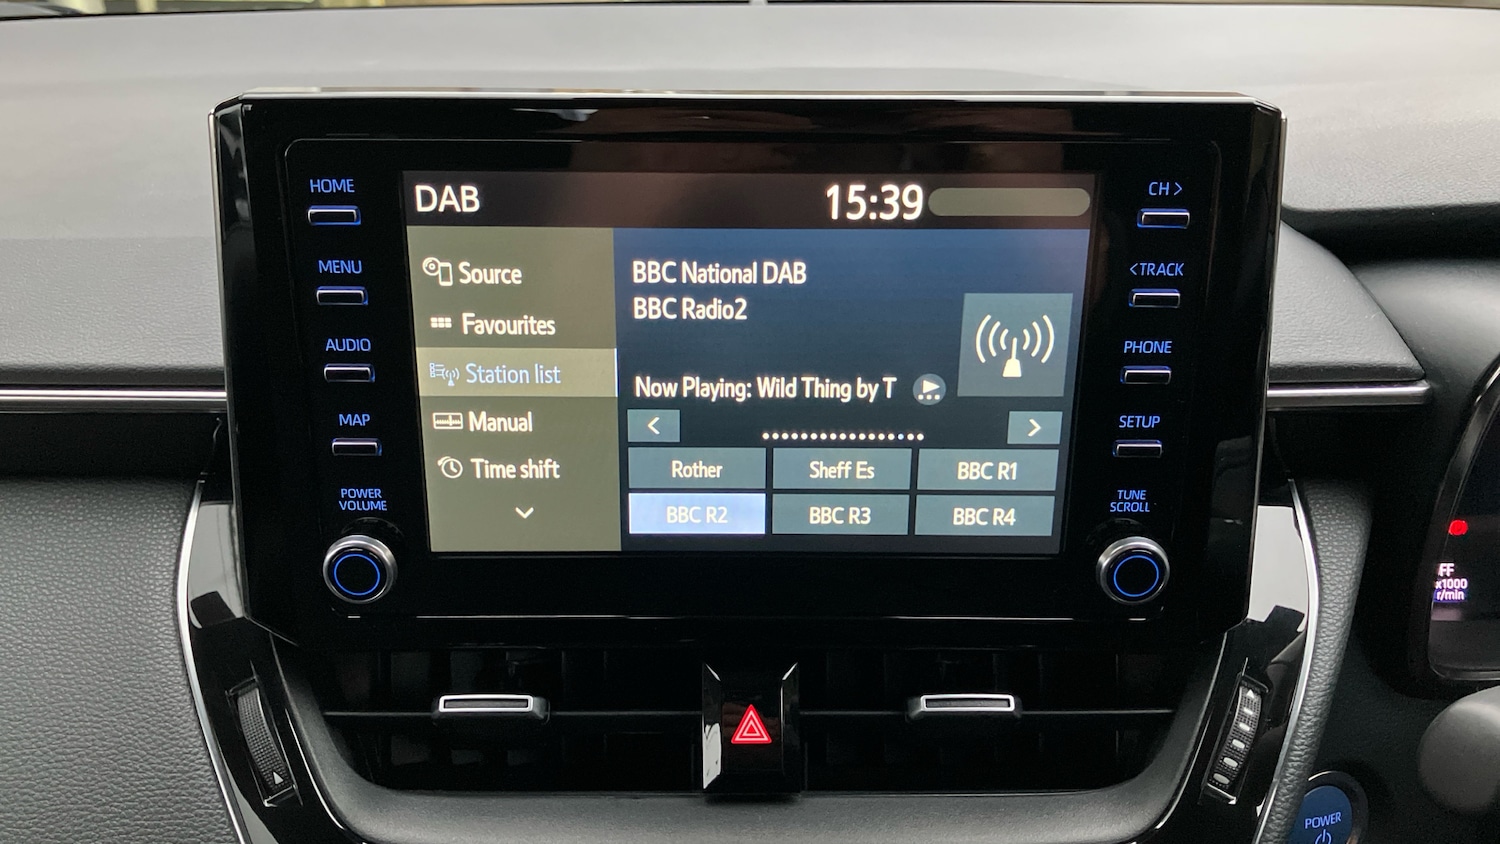 HOME
MENU
AUDIO
MAP
POWER
VOLUME
DAB
15:39
Source
Favourites
Station list
Manual
Time shift
BBC National DAB
BBC Radio2
Now Playing: Wild Thing by T
Rother
Sheff Es
BBC R1
BBC R2
BBC R3
BBC R4
CH >
< TRACK
PHONE
SETUP
TUNE
SCROLL
FF
x1000
r/min
POWER